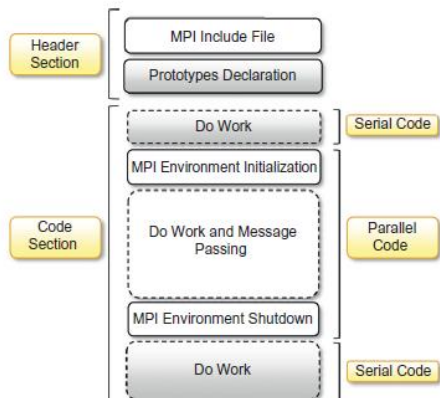 Header
Section
MPI Include File
Prototypes Declaration
Do Work
Serial Code
MPI Environment Initialization
Code
Section
Do Work and Message
Passing
Parallel
Code
MPI Environment Shutdown
Do Work
Serial Code